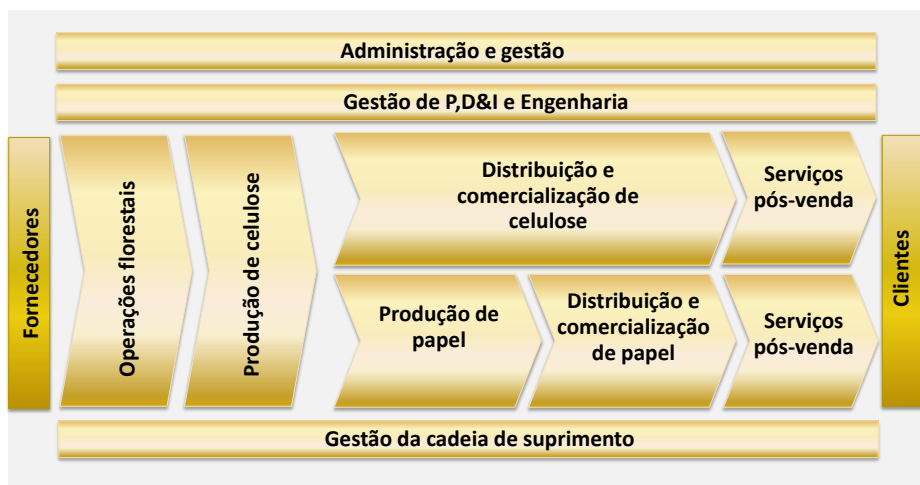 Administração e gestão
Gestão de P,D&I e Engenharia
Fornecedores
Operações florestais
Produção de celulose
Distribuição e
comercialização de
celulose
Serviços
pós-venda
Produção de
papel
Distribuição e
comercialização
de papel
Serviços
pós-venda
Clientes
Gestão da cadeia de suprimento